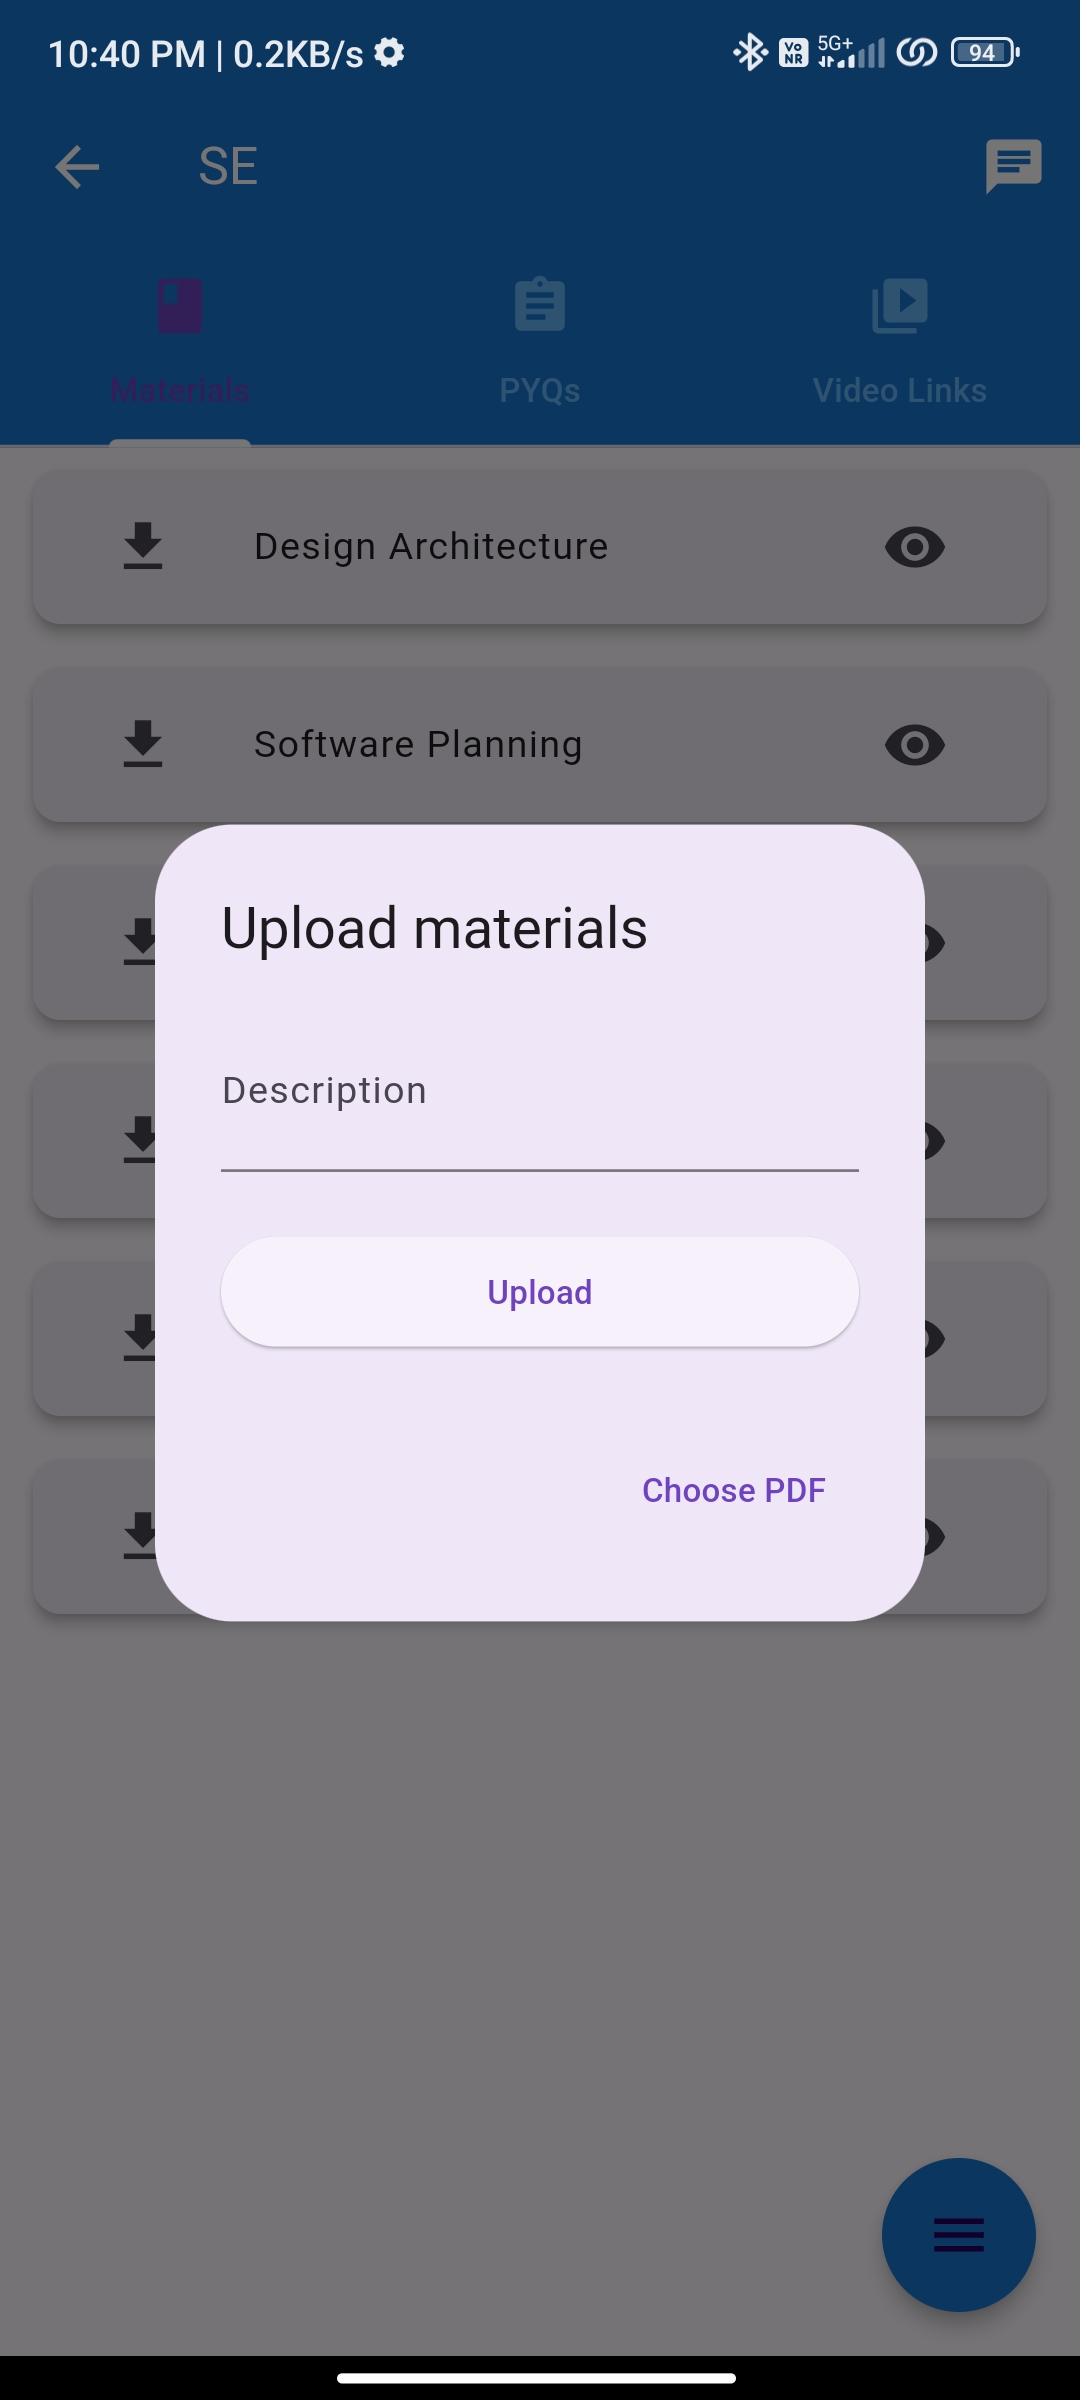 10:40 PM | 0.2KB/s
Vo NR 5G+ 94
SE
Materials PYQs Video Links
Design Architecture
Software Planning
Upload materials
Description
Upload
Choose PDF